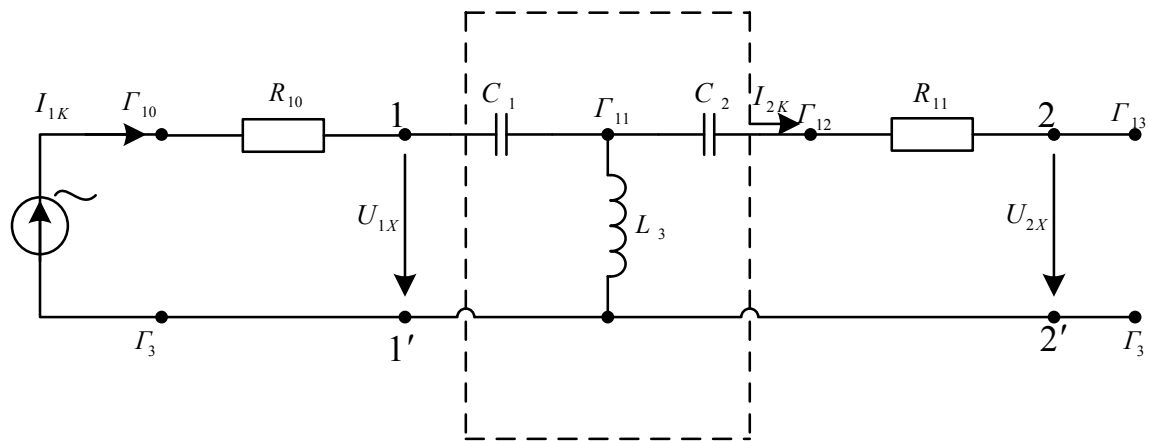 I₁K Г₁₀ R₁₀ 1 C₁ Г₁₁ C₂ I₂K Г₁₂ R₁₁ 2 Г₁₃
U₁X L₃ U₂X
Г₃ 1′ 2′ Г₃